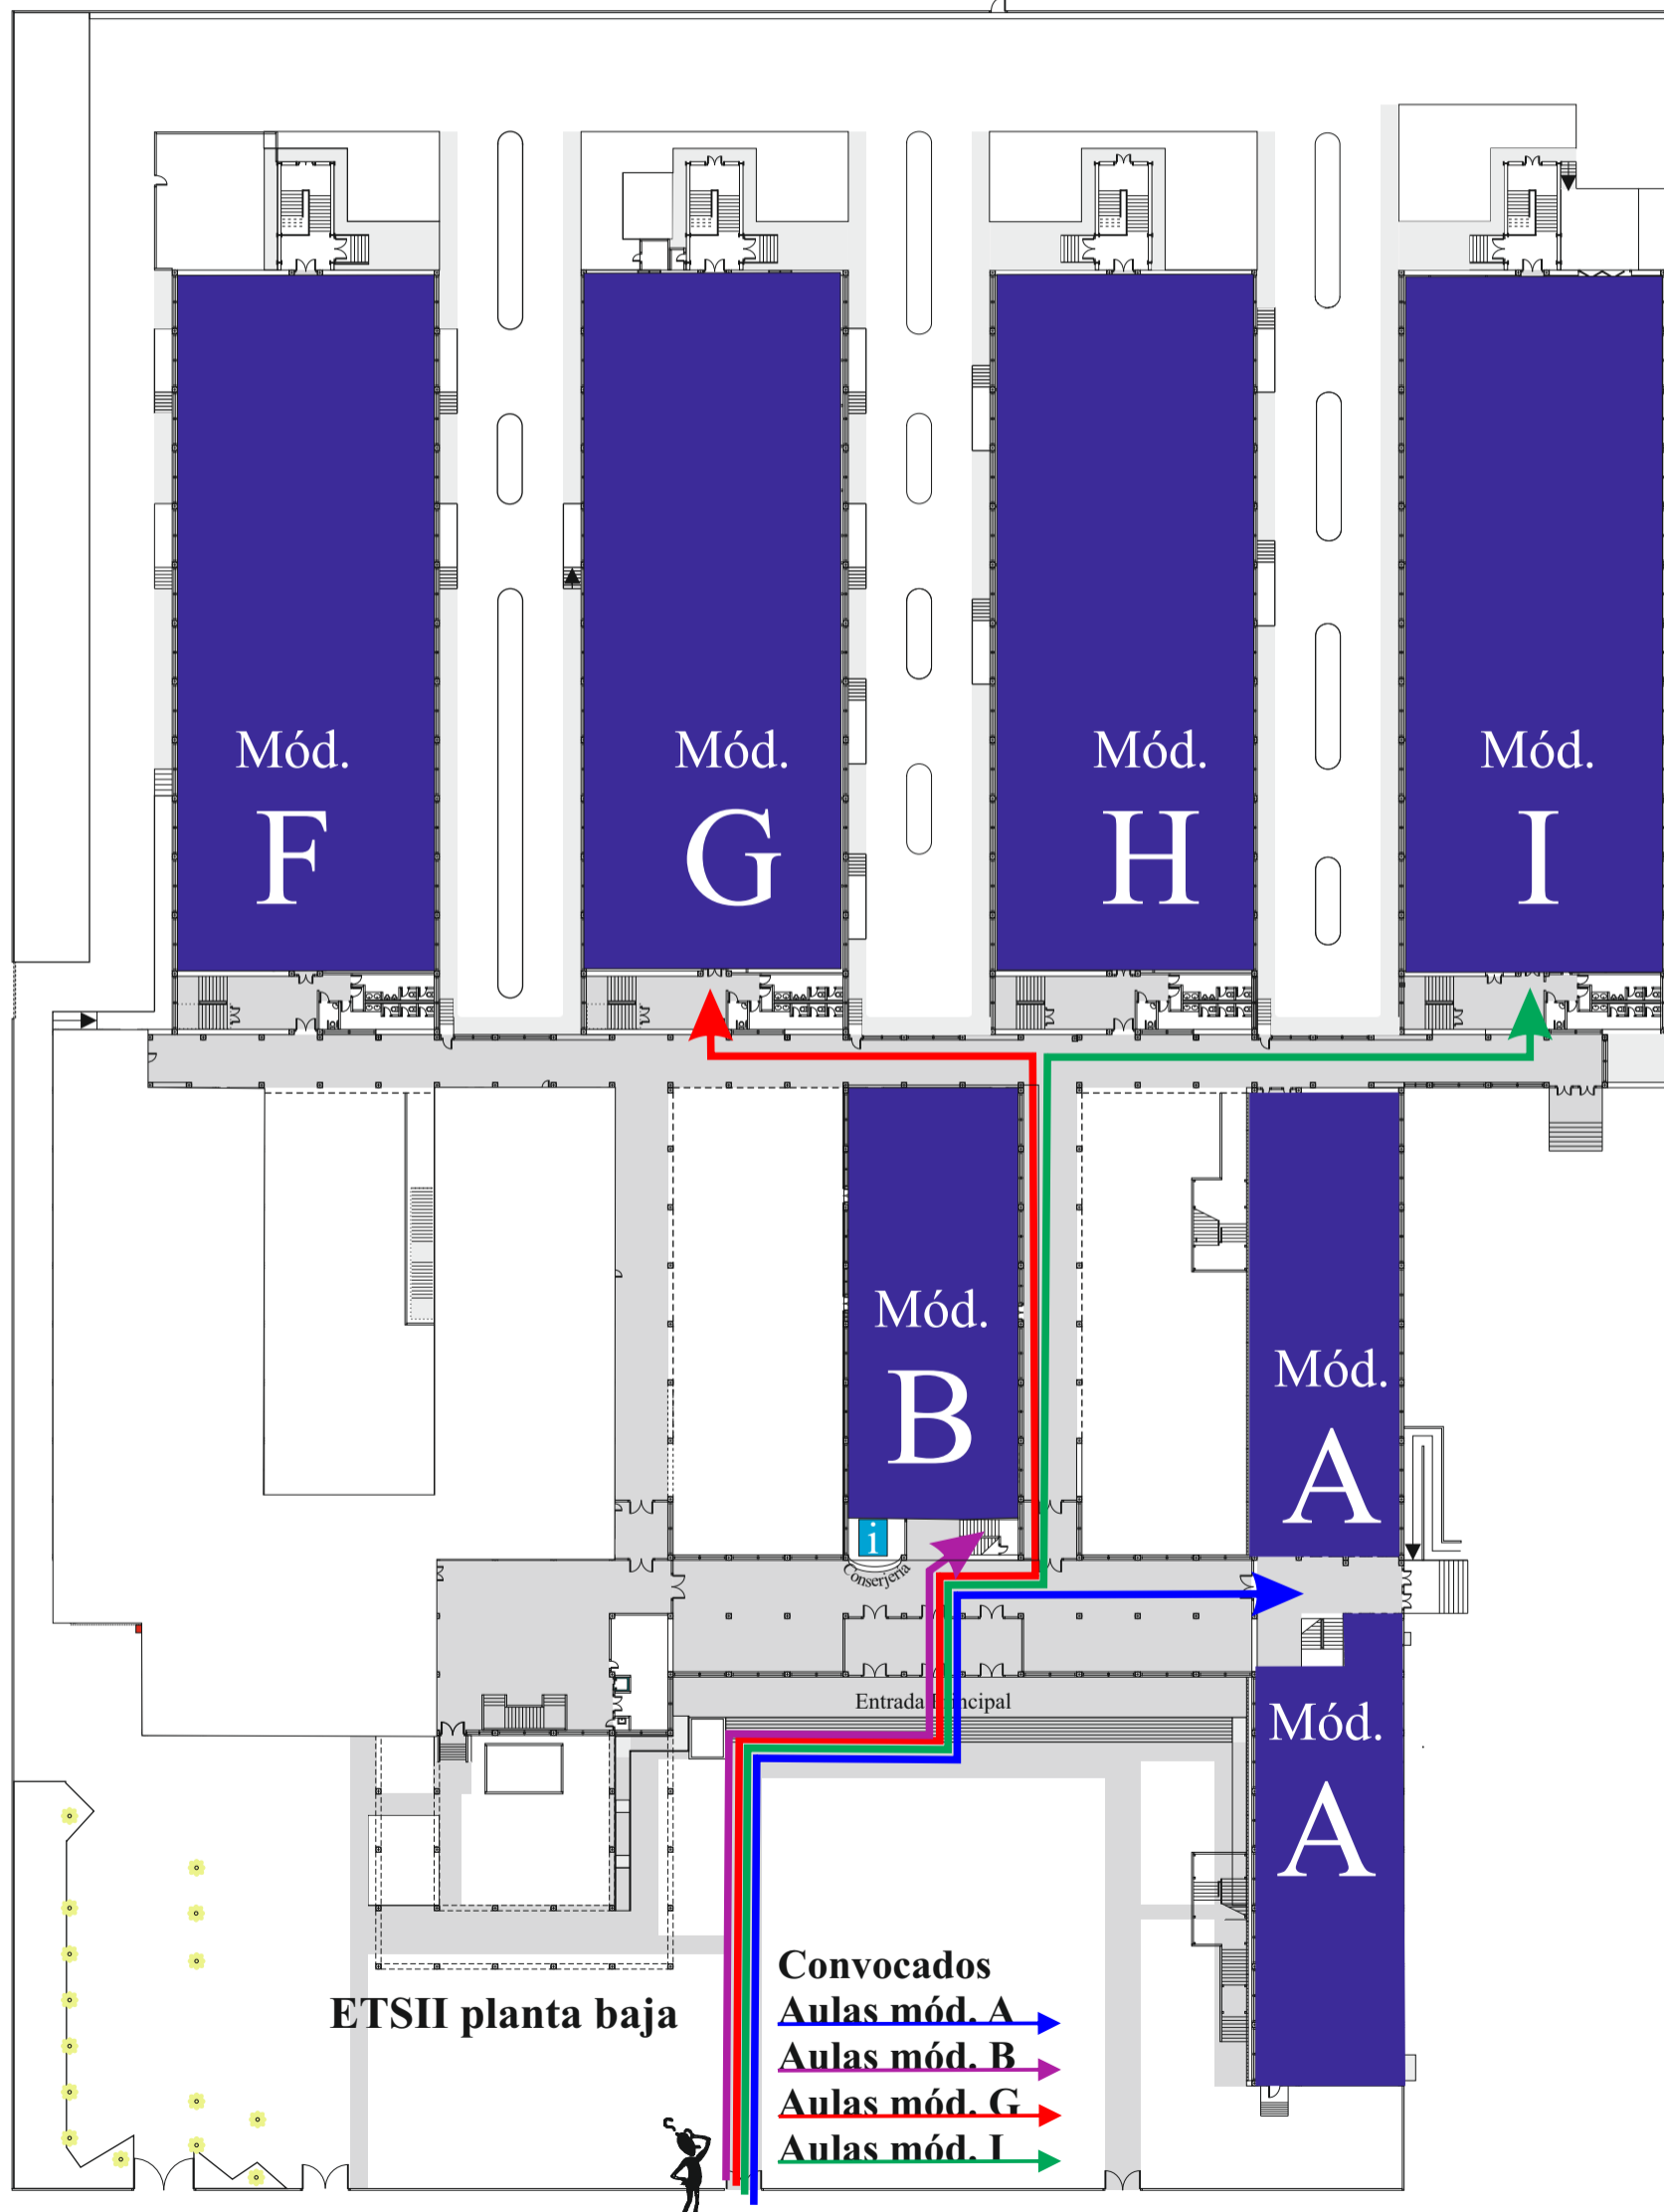 Mód.
F
Mód.
G
Mód.
H
Mód.
I
Mód.
B
Mód.
A
i
Conserjería
Entrada Principal
Mód.
A
ETSII planta baja
Convocados
Aulas mód. A
Aulas mód. B
Aulas mód. G
Aulas mód. I